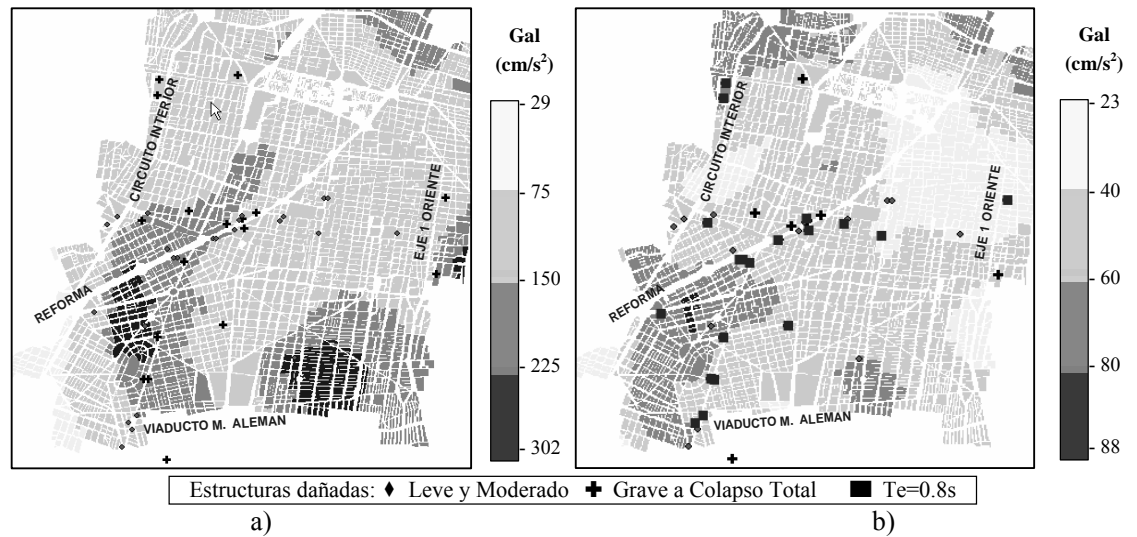 Gal
(cm/s²)
29
75
150
225
302
CIRCUITO INTERIOR
EJE 1 ORIENTE
REFORMA
VIADUCTO M. ALEMAN
Gal
(cm/s²)
23
40
60
80
88
CIRCUITO INTERIOR
EJE 1 ORIENTE
REFORMA
VIADUCTO M. ALEMAN
Estructuras dañadas: Leve y Moderado Grave a Colapso Total Te=0.8s
a) b)